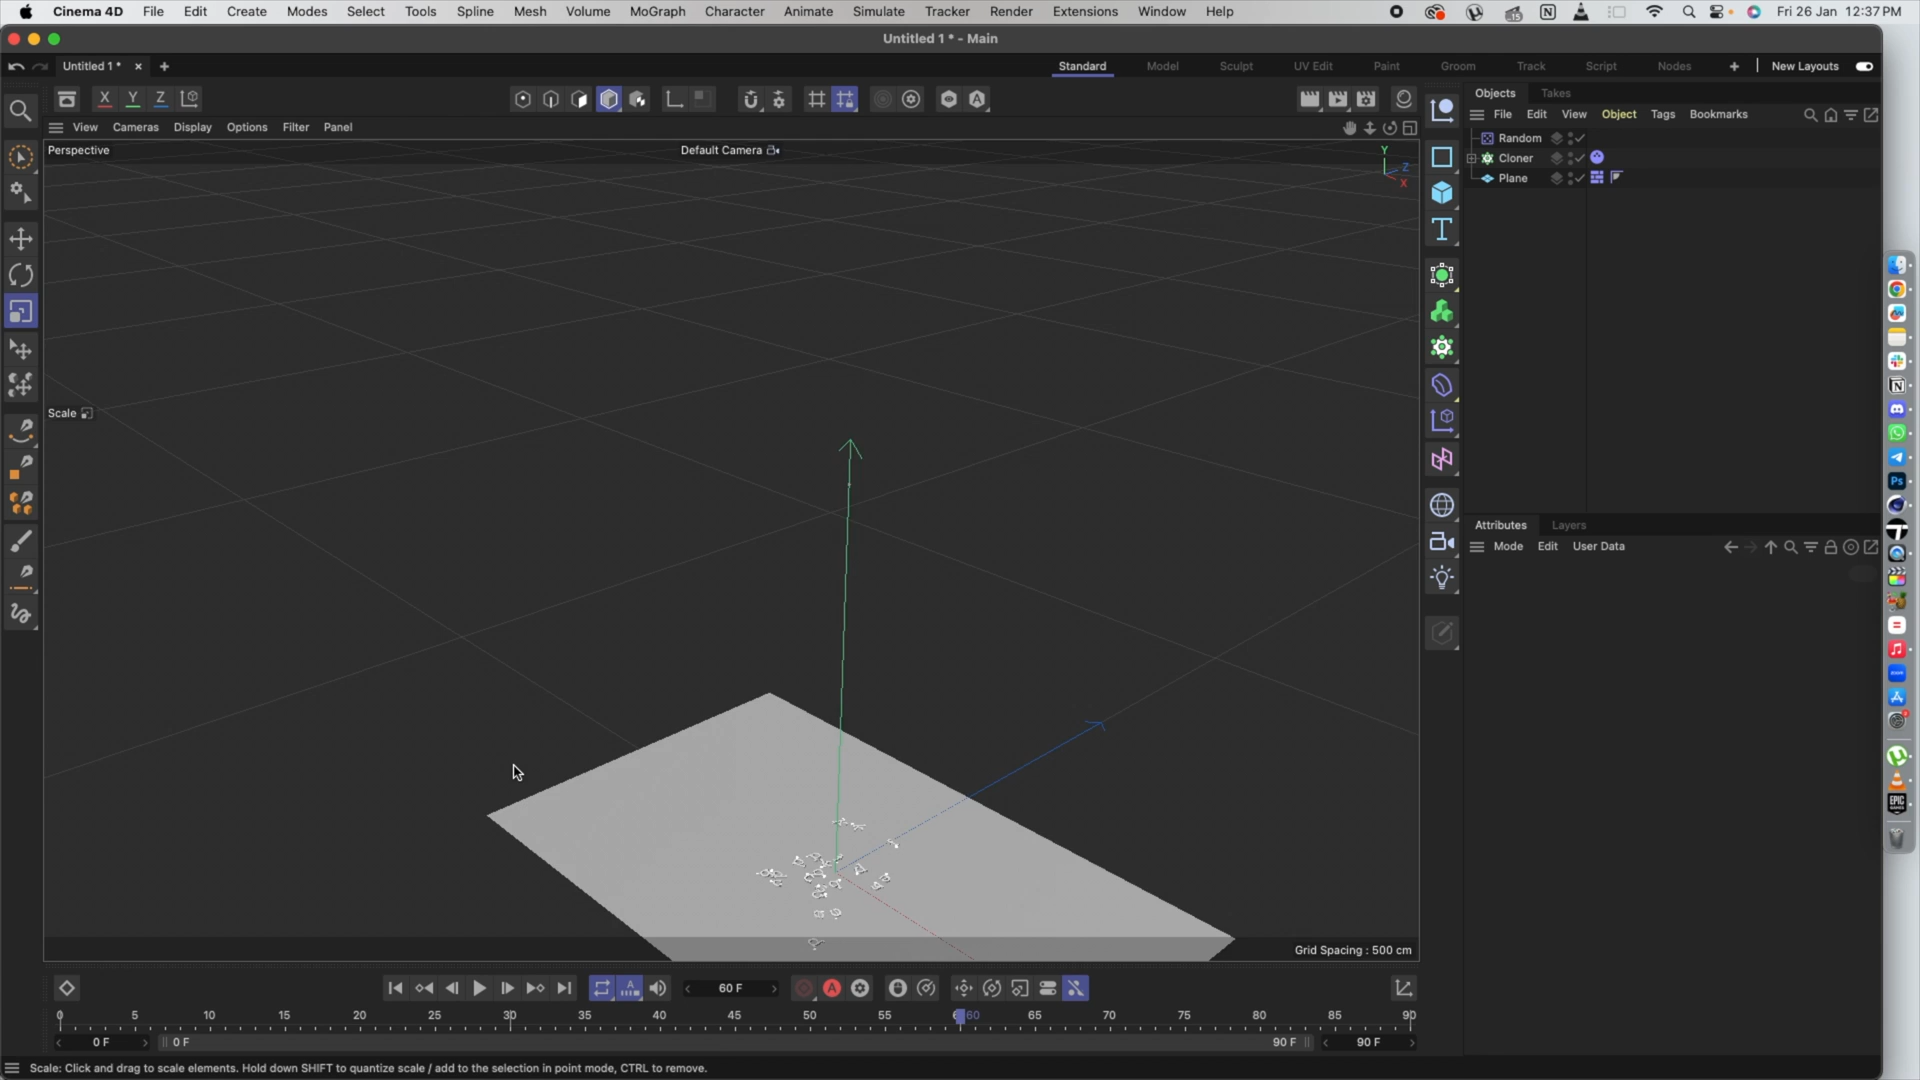 Cinema 4D File Edit Create Modes Select Tools Spline Mesh Volume MoGraph Character Animate Simulate Tracker Render Extensions Window Help Fri 26 Jan 12:37 PM
Untitled 1 * - Main
Untitled 1 * Standard Model Sculpt UV Edit Paint Groom Track Script Nodes New Layouts
Objects Takes
X Y Z
File Edit View Object Tags Bookmarks
View Cameras Display Options Filter Panel
Perspective
Default Camera
Y
Z
X
Random
Cloner
Plane
Scale
Attributes Layers
Mode Edit User Data
Grid Spacing : 500 cm
60 F
0 5 10 15 20 25 30 35 40 45 50 55 60 65 70 75 80 85 90
0 F 0 F 90 F 90 F
Scale: Click and drag to scale elements. Hold down SHIFT to quantize scale / add to the selection in point mode, CTRL to remove.
Ps
EPIC